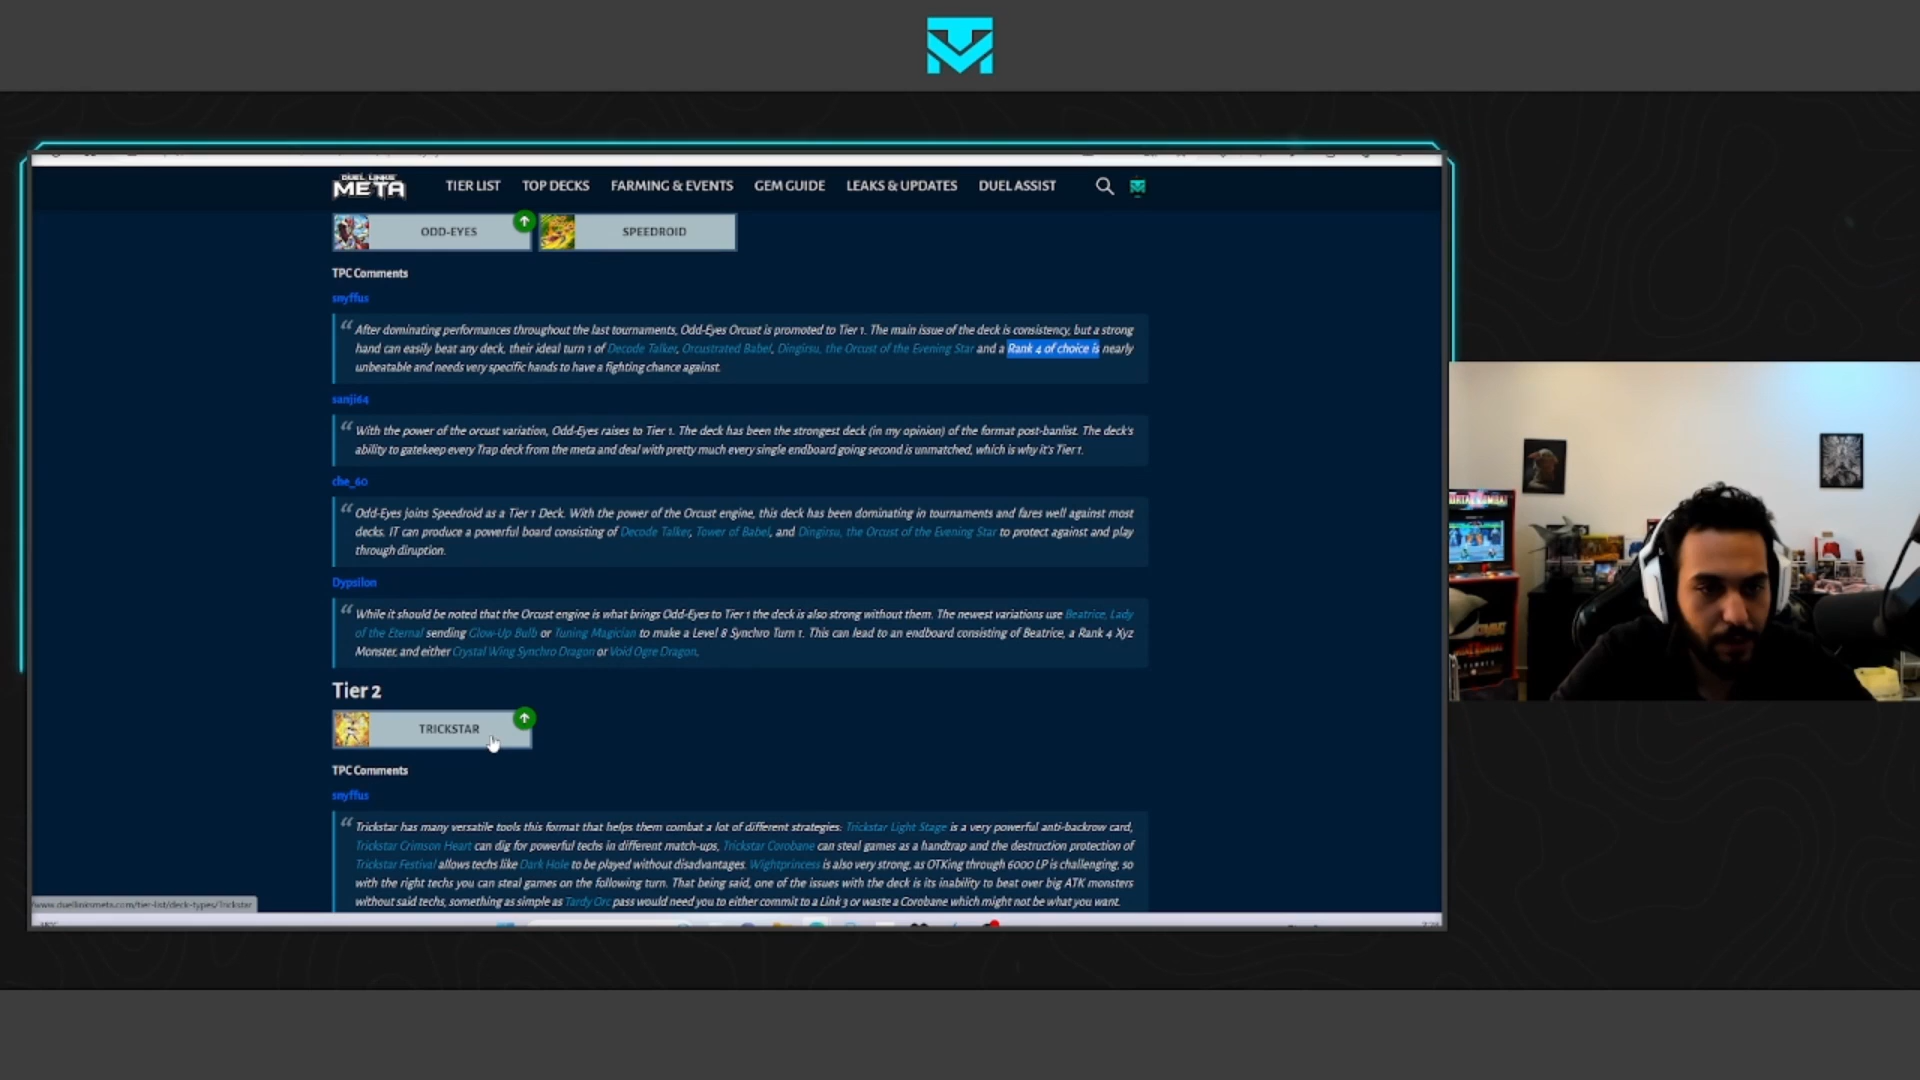 DUEL LINKS
META
TIER LIST
TOP DECKS
FARMING & EVENTS
GEM GUIDE
LEAKS & UPDATES
DUEL ASSIST
ODD-EYES
SPEEDROID
TPC Comments
snyffus
“ After dominating performances throughout the last tournaments, Odd-Eyes Orcust is promoted to Tier 1. The main issue of the deck is consistency, but a strong
hand can easily beat any deck, their ideal turn 1 of Decode Talker, Orcustrated Babel, Dingirsu, the Orcust of the Evening Star and a Rank 4 of choice is nearly
unbeatable and needs very specific hands to have a fighting chance against.
sanji64
“ With the power of the orcust variation, Odd-Eyes raises to Tier 1. The deck has been the strongest deck (in my opinion) of the format post-banlist. The deck's
ability to gatekeep every Trap deck from the meta and deal with pretty much every single endboard going second is unmatched, which is why it's Tier 1.
che_60
“ Odd-Eyes joins Speedroid as a Tier 1 Deck. With the power of the Orcust engine, this deck has been dominating in tournaments and fares well against most
decks. IT can produce a powerful board consisting of Decode Talker, Tower of Babel, and Dingirsu, the Orcust of the Evening Star to protect against and play
through diruption.
Dypsilon
“ While it should be noted that the Orcust engine is what brings Odd-Eyes to Tier 1 the deck is also strong without them. The newest variations use Beatrice, Lady
of the Eternal sending Glow-Up Bulb or Tuning Magician to make a Level 8 Synchro Turn 1. This can lead to an endboard consisting of Beatrice, a Rank 4 Xyz
Monster, and either Crystal Wing Synchro Dragon or Void Ogre Dragon.
Tier 2
TRICKSTAR
TPC Comments
snyffus
“ Trickstar has many versatile tools this format that helps them combat a lot of different strategies: Trickstar Light Stage is a very powerful anti-backrow card,
Trickstar Crimson Heart can dig for powerful techs in different match-ups, Trickstar Corobane can steal games as a handtrap and the destruction protection of
Trickstar Festival allows techs like Dark Hole to be played without disadvantages. Wightprincess is also very strong, as OTKing through 6000 LP is challenging, so
with the right techs you can steal games on the following turn. That being said, one of the issues with the deck is its inability to beat over big ATK monsters
without said techs, something as simple as Tardy Orc pass would need you to either commit to a Link 3 or waste a Corobane which might not be what you want.
www.duellinksmeta.com/tier-list/deck-types/Trickstar